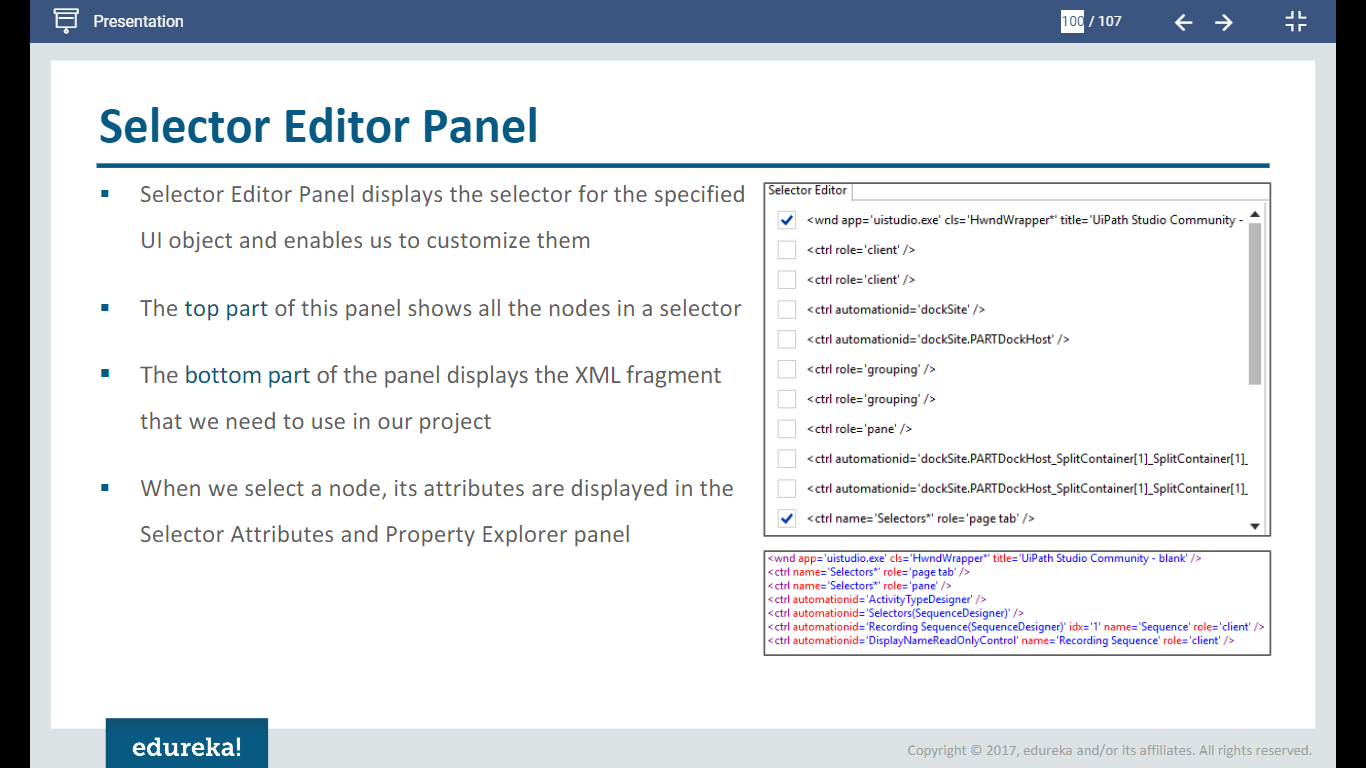 Presentation
100 / 107
Selector Editor Panel
▪ Selector Editor Panel displays the selector for the specified
UI object and enables us to customize them
▪ The top part of this panel shows all the nodes in a selector
▪ The bottom part of the panel displays the XML fragment
that we need to use in our project
▪ When we select a node, its attributes are displayed in the
Selector Attributes and Property Explorer panel
Selector Editor
<wnd app='uistudio.exe' cls='HwndWrapper*' title='UiPath Studio Community -
<ctrl role='client' />
<ctrl role='client' />
<ctrl automationid='dockSite' />
<ctrl automationid='dockSite.PARTDockHost' />
<ctrl role='grouping' />
<ctrl role='grouping' />
<ctrl role='pane' />
<ctrl automationid='dockSite.PARTDockHost_SplitContainer[1]_SplitContainer[1]_
<ctrl automationid='dockSite.PARTDockHost_SplitContainer[1]_SplitContainer[1]_
<ctrl name='Selectors*' role='page tab' />
<wnd app='uistudio.exe' cls='HwndWrapper*' title='UiPath Studio Community - blank' />
<ctrl name='Selectors*' role='page tab' />
<ctrl name='Selectors*' role='pane' />
<ctrl automationid='ActivityTypeDesigner' />
<ctrl automationid='Selectors(SequenceDesigner)' />
<ctrl automationid='Recording Sequence(SequenceDesigner)' idx='1' name='Sequence' role='client' />
<ctrl automationid='DisplayNameReadOnlyControl' name='Recording Sequence' role='client' />
edureka!
Copyright © 2017, edureka and/or its affiliates. All rights reserved.